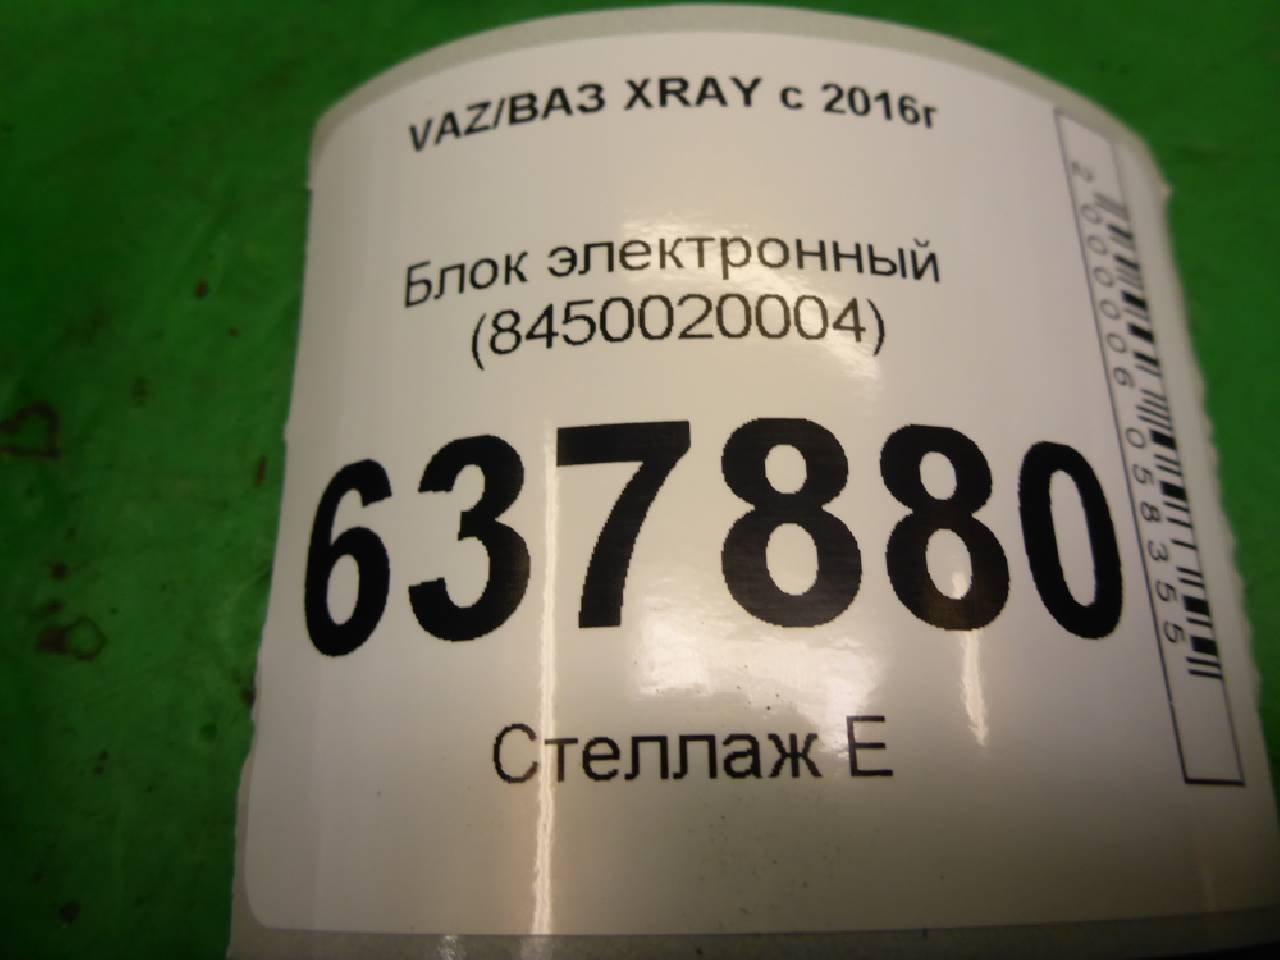 VAZ/ВАЗ XRAY с 2016г
Блок электронный
(8450020004)
637880
Стеллаж E
2000006058355